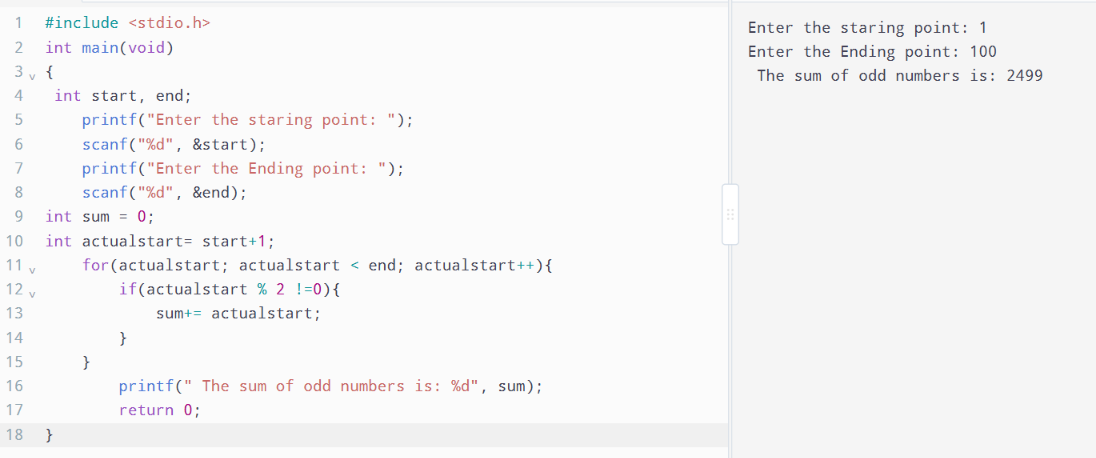 1 #include <stdio.h>
2 int main(void)
3 {
4 int start, end;
5 printf("Enter the staring point: ");
6 scanf("%d", &start);
7 printf("Enter the Ending point: ");
8 scanf("%d", &end);
9 int sum = 0;
10 int actualstart= start+1;
11 for(actualstart; actualstart < end; actualstart++){
12 if(actualstart % 2 !=0){
13 sum+= actualstart;
14 }
15 }
16 printf(" The sum of odd numbers is: %d", sum);
17 return 0;
18 }
Enter the staring point: 1
Enter the Ending point: 100
The sum of odd numbers is: 2499